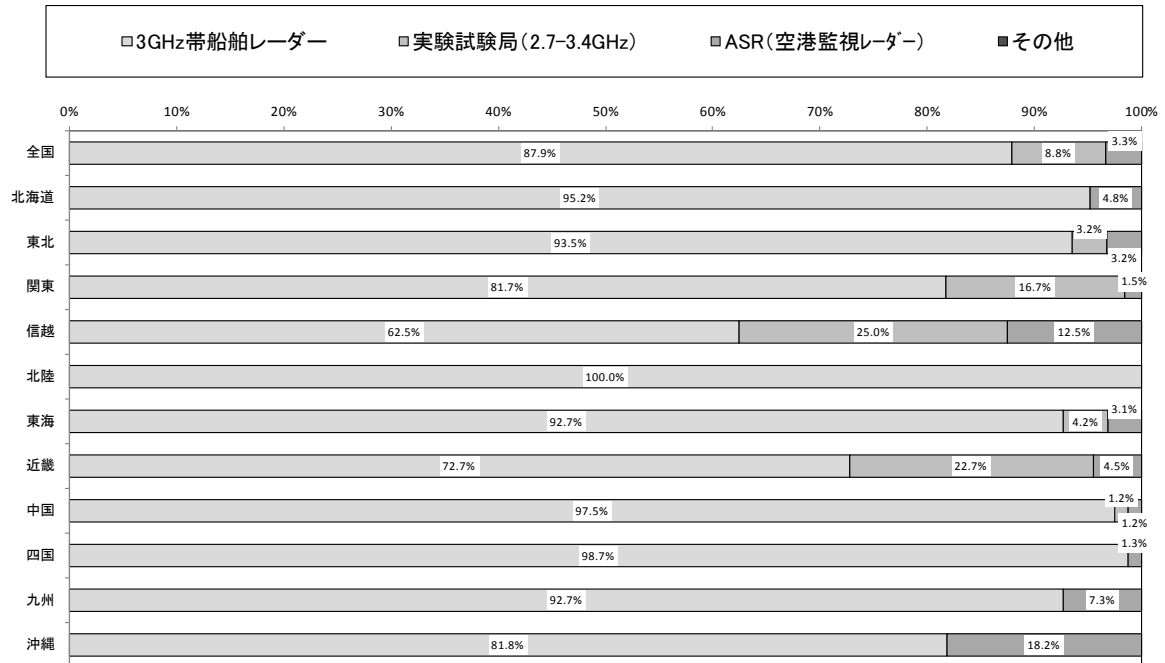 □3GHz帯船舶レーダー ■実験試験局(2.7-3.4GHz) ■ASR(空港監視ﾚｰﾀﾞｰ) ■その他
0% 10% 20% 30% 40% 50% 60% 70% 80% 90% 100%
全国 87.9% 8.8% 3.3%
北海道 95.2% 4.8%
東北 93.5% 3.2% 3.2%
関東 81.7% 16.7% 1.5%
信越 62.5% 25.0% 12.5%
北陸 100.0%
東海 92.7% 4.2% 3.1%
近畿 72.7% 22.7% 4.5%
中国 97.5% 1.2% 1.2%
四国 98.7% 1.3%
九州 92.7% 7.3%
沖縄 81.8% 18.2%